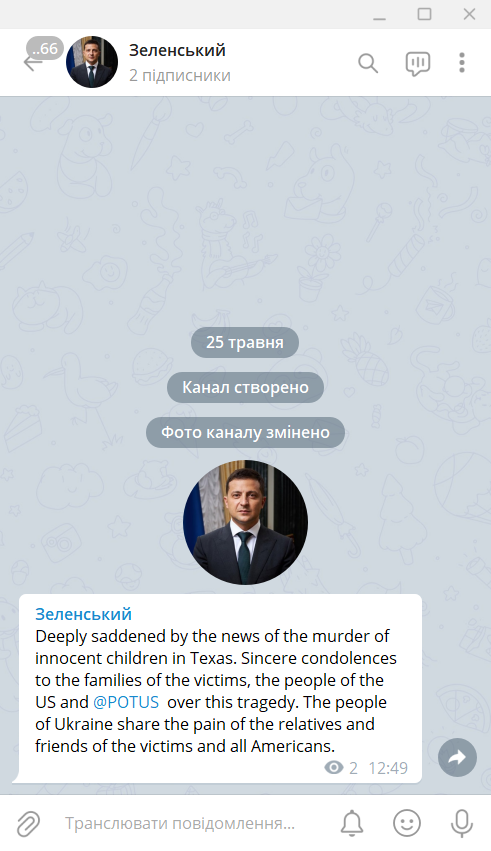 ..66
Зеленський
2 підписники
25 травня
Канал створено
Фото каналу змінено
Зеленський
Deeply saddened by the news of the murder of
innocent children in Texas. Sincere condolences
to the families of the victims, the people of the
US and @POTUS over this tragedy. The people
of Ukraine share the pain of the relatives and
friends of the victims and all Americans.
2 12:49
Транслювати повідомлення...